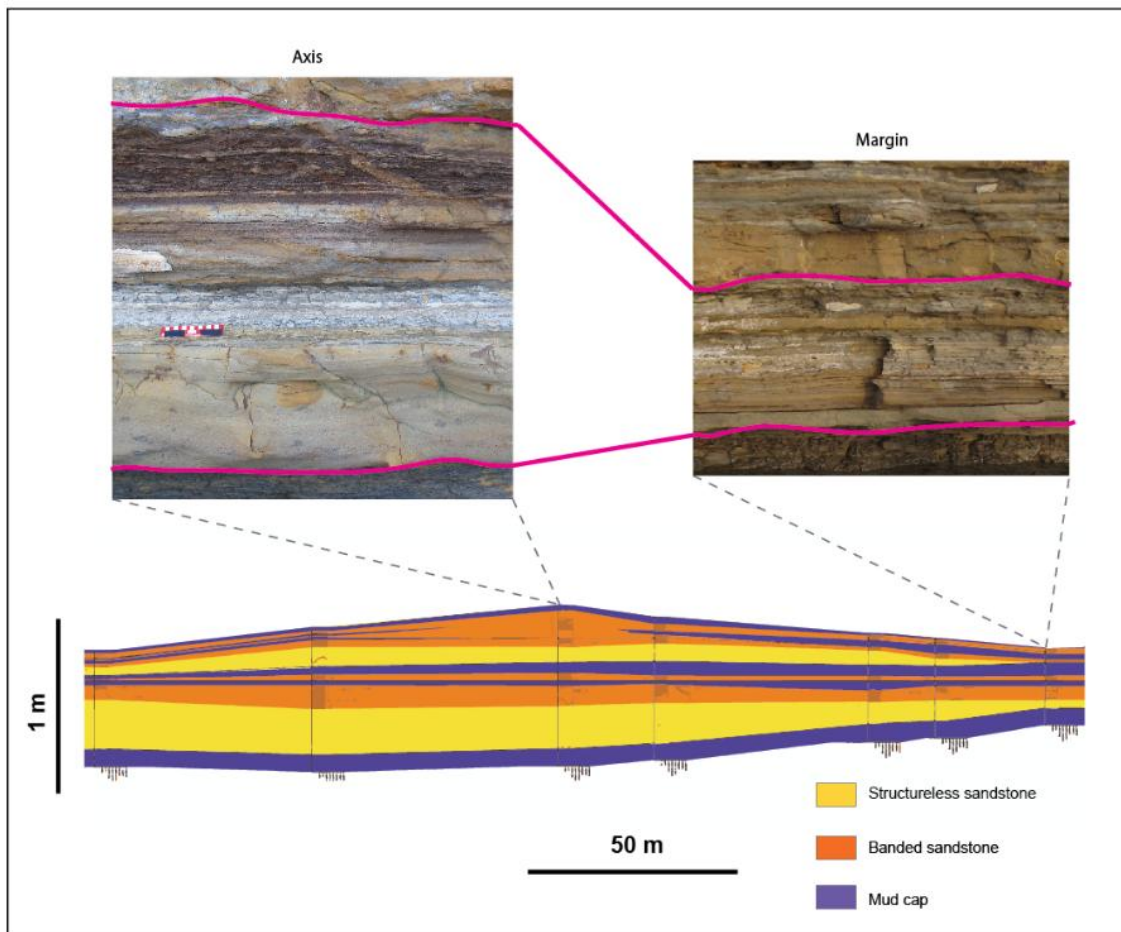 Axis
Margin
1 m
50 m
Structureless sandstone
Banded sandstone
Mud cap